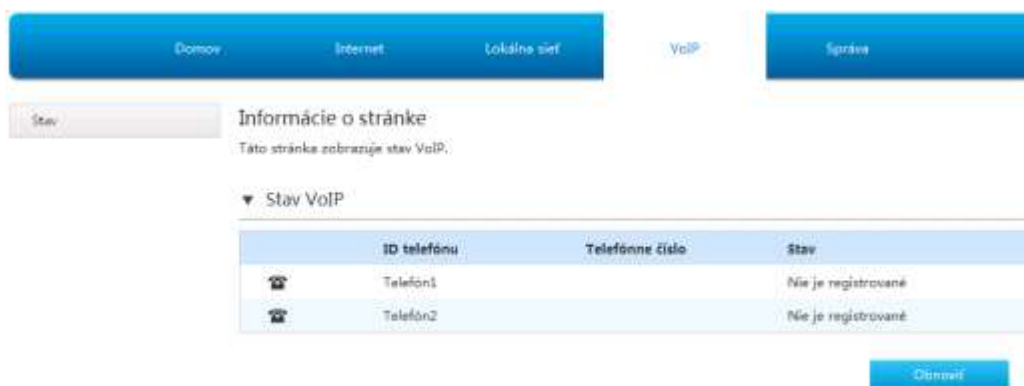 Domov Internet Lokálna sieť VoIP Správa
Stav
Informácie o stránke
Táto stránka zobrazuje stav VoIP.
▼ Stav VoIP
ID telefónu Telefónne číslo Stav
☎ Telefón1 Nie je registrované
☎ Telefón2 Nie je registrované
Obnoviť